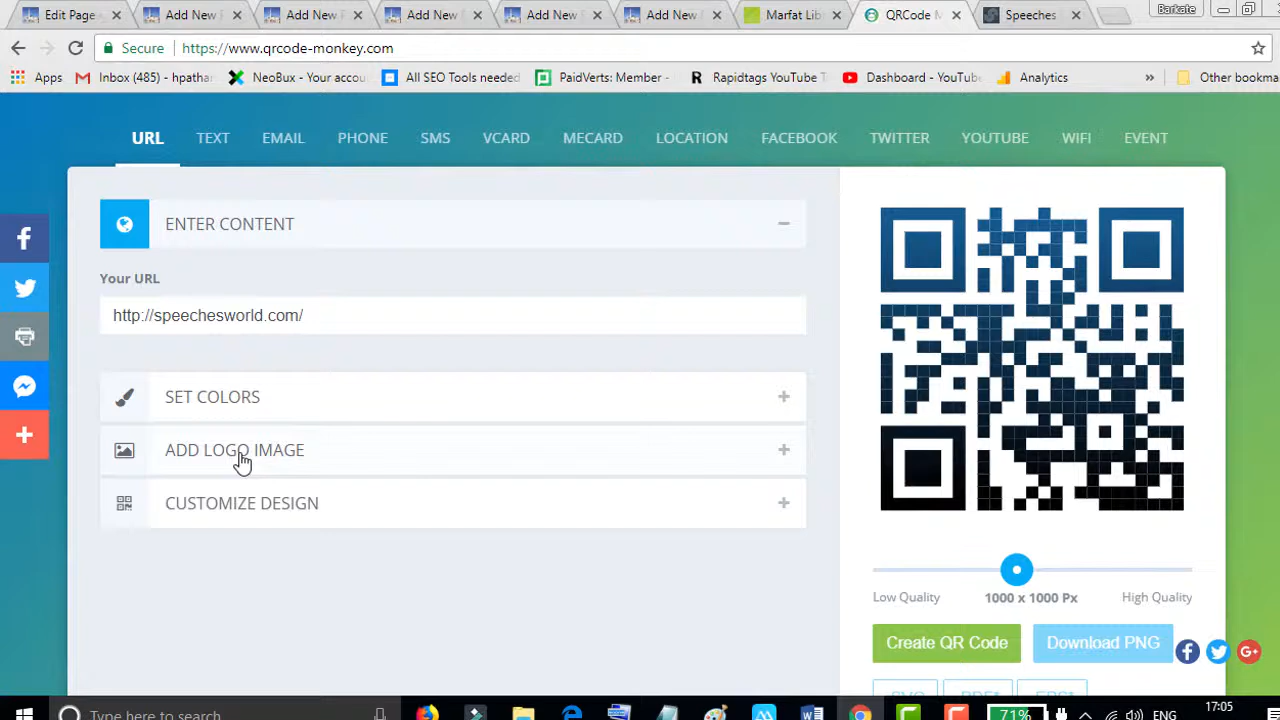 Edit Page
Add New
Add New
Add New
Add New
Add New
Marfat Lib
QRCode M
Speeches
Barkate
Secure
https://www.qrcode-monkey.com
Apps
Inbox (485) - hpathan
NeoBux - Your accou
All SEO Tools needed
PaidVerts: Member -
Rapidtags YouTube T
Dashboard - YouTube
Analytics
»
Other bookma
URL
TEXT
EMAIL
PHONE
SMS
VCARD
MECARD
LOCATION
FACEBOOK
TWITTER
YOUTUBE
WIFI
EVENT
ENTER CONTENT
Your URL
http://speechesworld.com/
SET COLORS
ADD LOGO IMAGE
CUSTOMIZE DESIGN
Low Quality
1000 x 1000 Px
High Quality
Create QR Code
Download PNG
Type here to search
71%
ENG
17:05